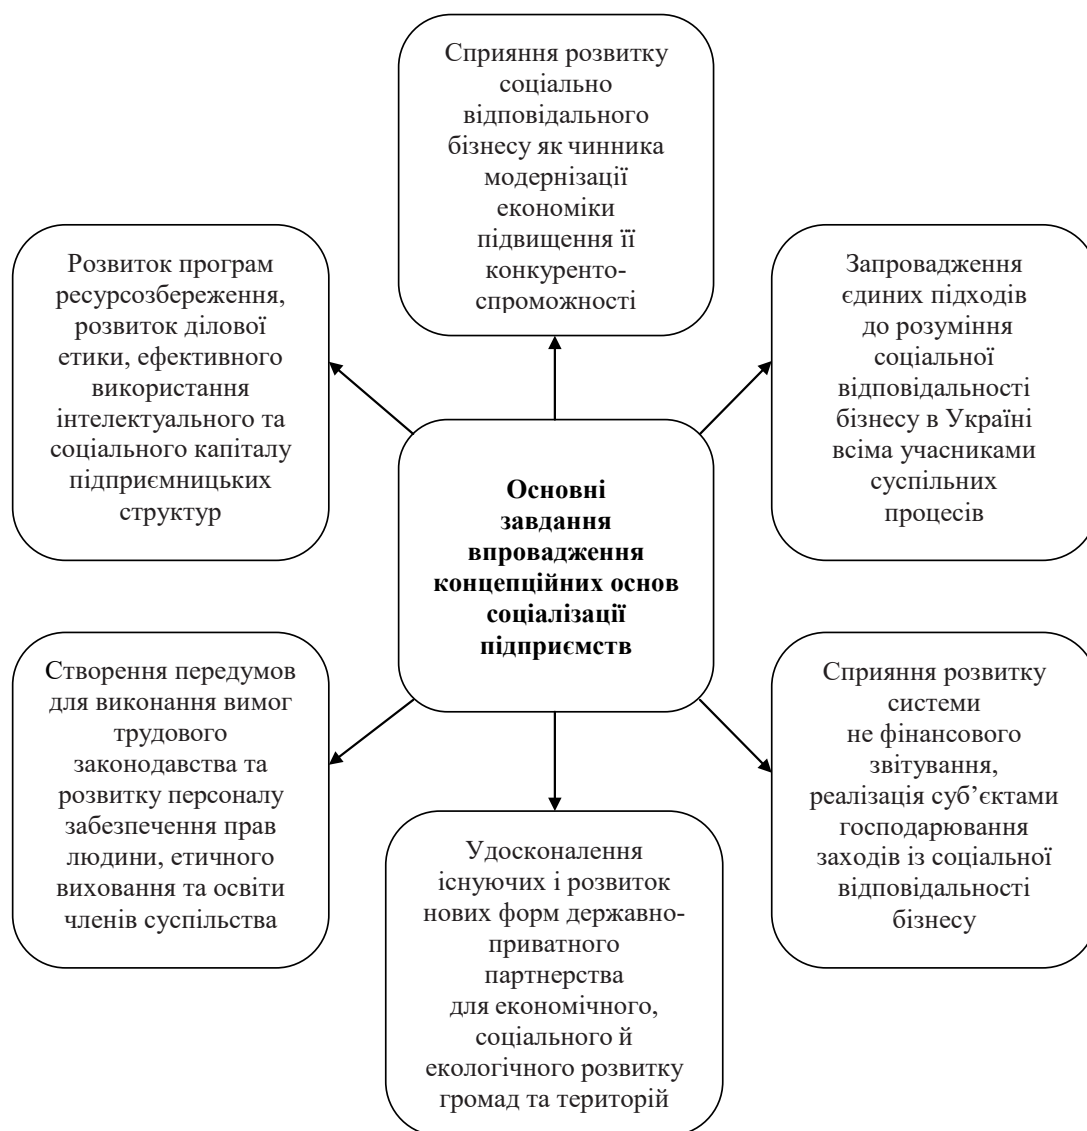 Сприяння розвитку
соціально
відповідального
бізнесу як чинника
модернізації
економіки
підвищення її
конкуренто-
спроможності
Розвиток програм
ресурсозбереження,
розвиток ділової
етики, ефективного
використання
інтелектуального та
соціального капіталу
підприємницьких
структур
Запровадження
єдиних підходів
до розуміння
соціальної
відповідальності
бізнесу в Україні
всіма учасниками
суспільних
процесів
Основні
завдання
впровадження
концепційних основ
соціалізації
підприємств
Створення передумов
для виконання вимог
трудового
законодавства та
розвитку персоналу
забезпечення прав
людини, етичного
виховання та освіти
членів суспільства
Сприяння розвитку
системи
не фінансового
звітування,
реалізація суб’єктами
господарювання
заходів із соціальної
відповідальності
бізнесу
Удосконалення
існуючих і розвиток
нових форм державно-
приватного
партнерства
для економічного,
соціального й
екологічного розвитку
громад та територій